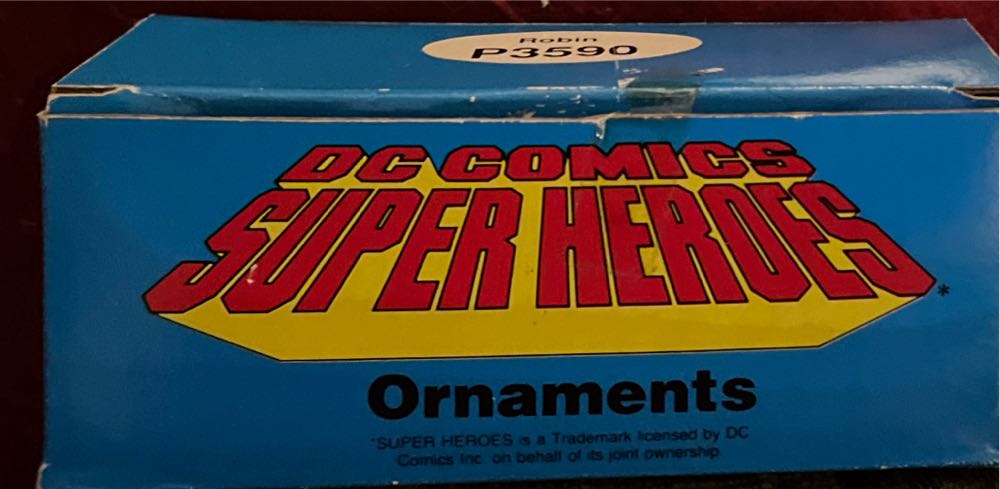 Robin
P3590
DC COMICS
SUPER HEROES*
Ornaments
*SUPER HEROES is a Trademark licensed by DC
Comics Inc. on behalf of its joint ownership